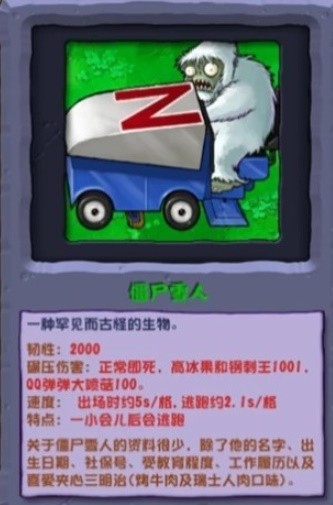 Z
僵尸雪人
一种罕见而古怪的生物。
韧性：2000
碾压伤害：正常即死，高冰果和钢刺王1001，
QQ弹弹大喷菇100。
速度： 出场时约5s/格，逃跑约2.1s/格
特点：一小会儿后会逃跑
关于僵尸雪人的资料很少，除了他的名字、出
生日期、社保号、受教育程度、工作履历以及
喜爱夹心三明治(烤牛肉及瑞士人肉口味)。